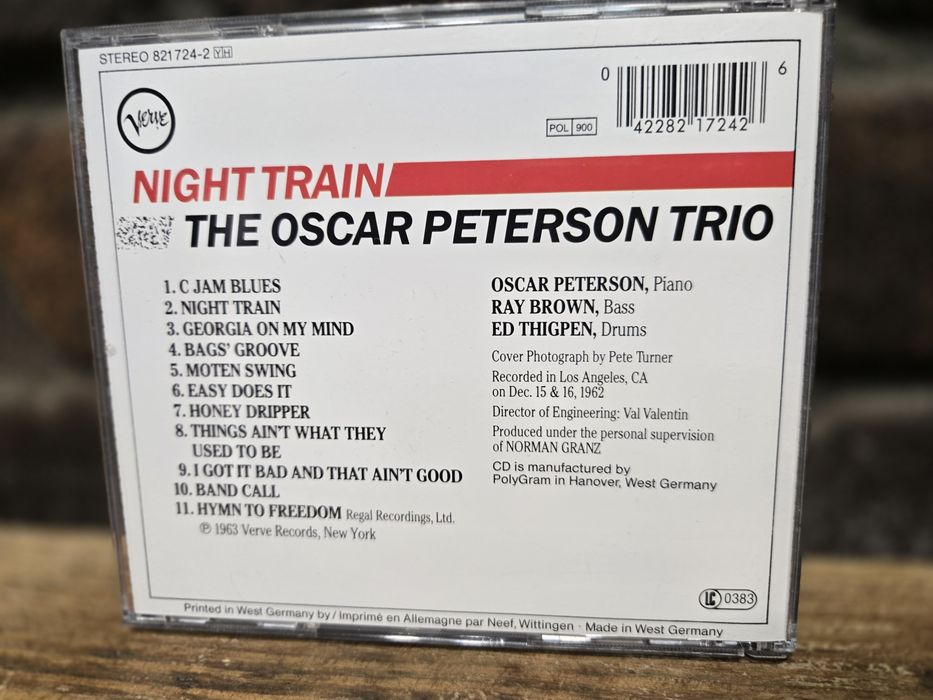 STEREO 821 724-2 YH
0 42282 17242 6
Verve
POL 900
NIGHT TRAIN/
THE OSCAR PETERSON TRIO
1. C JAM BLUES
2. NIGHT TRAIN
3. GEORGIA ON MY MIND
4. BAGS' GROOVE
5. MOTEN SWING
6. EASY DOES IT
7. HONEY DRIPPER
8. THINGS AIN'T WHAT THEY
USED TO BE
9. I GOT IT BAD AND THAT AIN'T GOOD
10. BAND CALL
11. HYMN TO FREEDOM Regal Recordings, Ltd.
℗ 1963 Verve Records, New York
OSCAR PETERSON, Piano
RAY BROWN, Bass
ED THIGPEN, Drums
Cover Photograph by Pete Turner
Recorded in Los Angeles, CA
on Dec. 15 & 16, 1962
Director of Engineering: Val Valentin
Produced under the personal supervision
of NORMAN GRANZ
CD is manufactured by
PolyGram in Hanover, West Germany
LC 0383
Printed in West Germany by / Imprimé en Allemagne par Neef, Wittingen · Made in West Germany